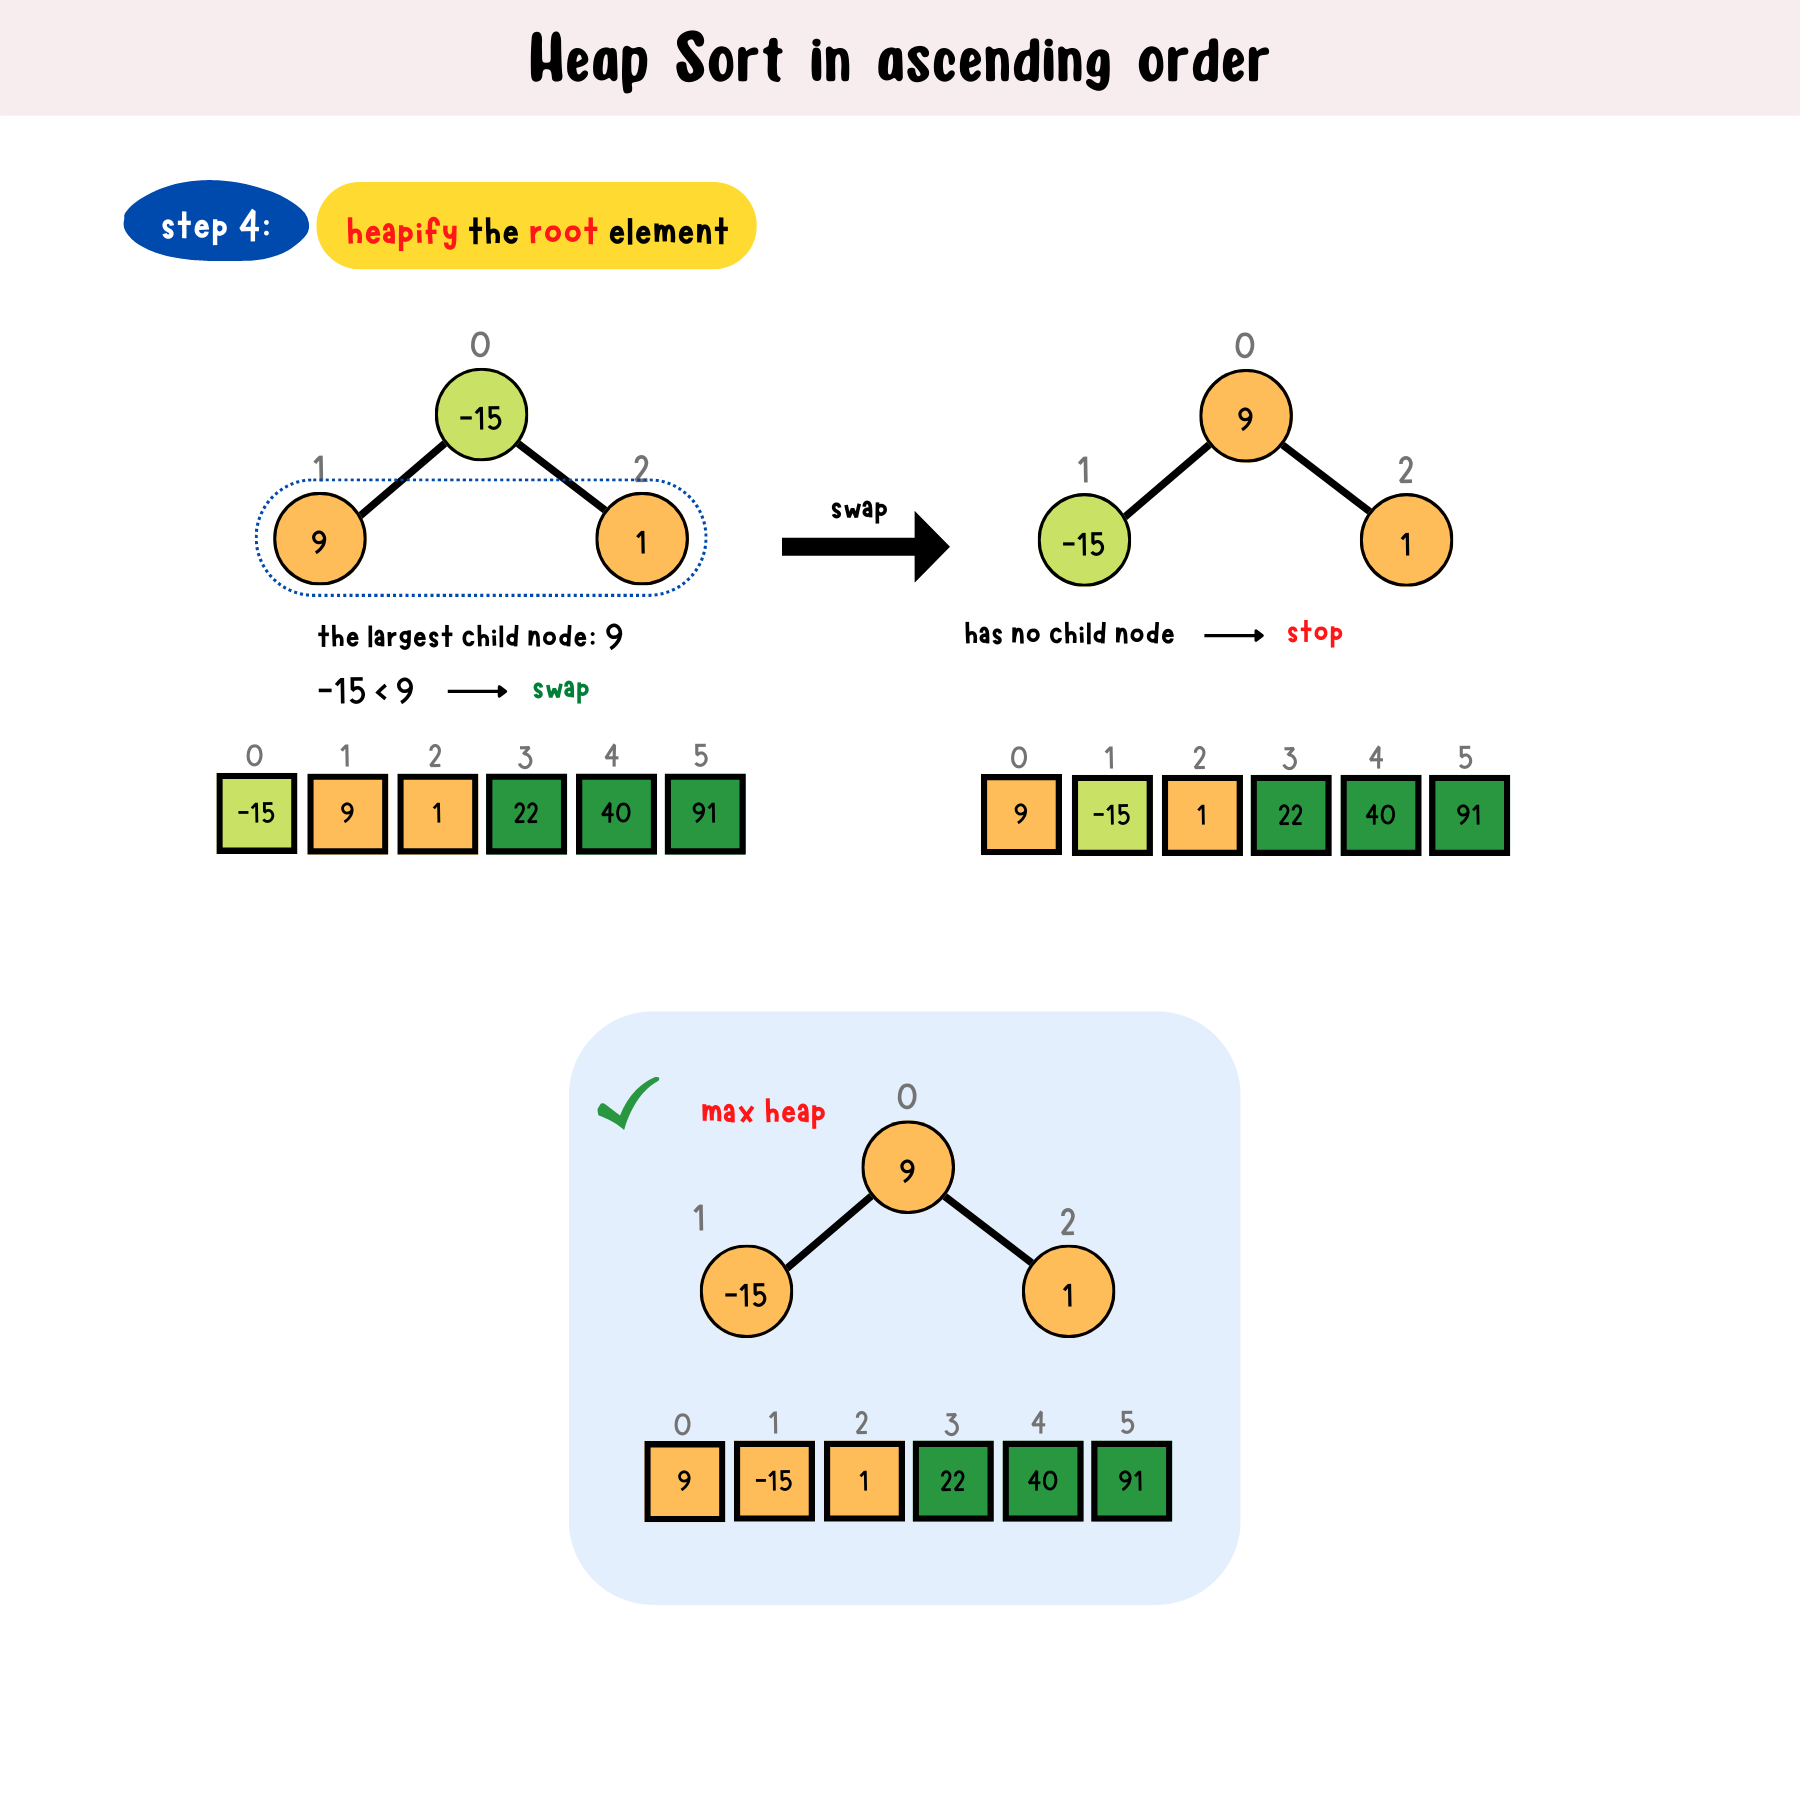 Heap Sort in ascending order
step 4:
heapify the root element
0
-15
1 2
9 1
the largest child node: 9
-15 < 9 swap
0 1 2 3 4 5
-15 9 1 22 40 91
swap
0
9
1 2
-15 1
has no child node stop
0 1 2 3 4 5
9 -15 1 22 40 91
max heap
0
9
1 2
-15 1
0 1 2 3 4 5
9 -15 1 22 40 91